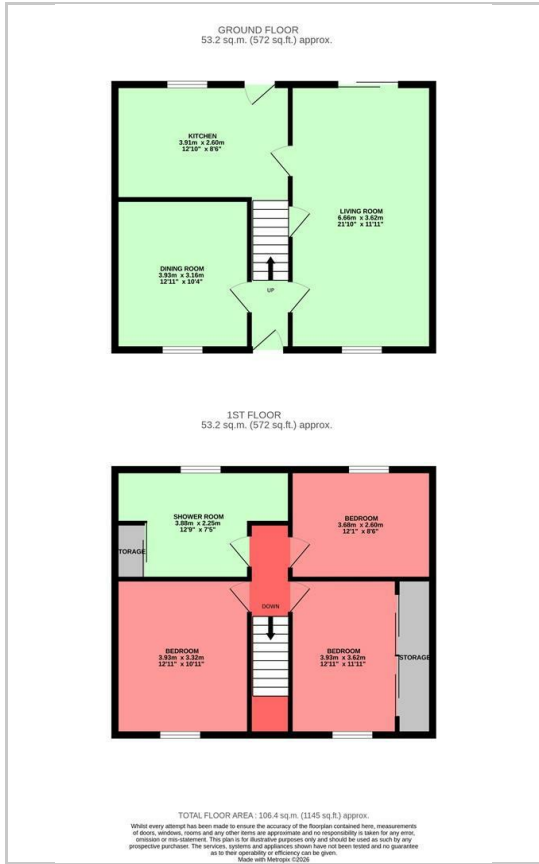 GROUND FLOOR
53.2 sq.m. (572 sq.ft.) approx.
KITCHEN
3.91m x 2.60m
12'10" x 8'6"
LIVING ROOM
6.66m x 3.62m
21'10" x 11'11"
DINING ROOM
3.93m x 3.16m
12'11" x 10'4"
UP
1ST FLOOR
53.2 sq.m. (572 sq.ft.) approx.
SHOWER ROOM
3.88m x 2.25m
12'9" x 7'5"
BEDROOM
3.68m x 2.60m
12'1" x 8'6"
TORAGE
DOWN
BEDROOM
3.93m x 3.32m
12'11" x 10'11"
BEDROOM
3.93m x 3.62m
12'11" x 11'11"
STORAGE
TOTAL FLOOR AREA : 106.4 sq.m. (1145 sq.ft.) approx.
Whilst every attempt has been made to ensure the accuracy of the floorplan contained here, measurements
of doors, windows, rooms and any other items are approximate and no responsibility is taken for any error,
omission or mis-statement. This plan is for illustrative purposes only and should be used as such by any
prospective purchaser. The services, systems and appliances shown have not been tested and no guarantee
as to their operability or efficiency can be given.
Made with Metropix ©2026